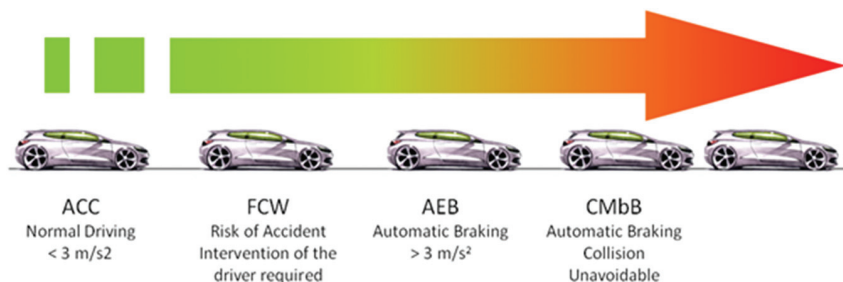 ACC
Normal Driving
< 3 m/s2
FCW
Risk of Accident
Intervention of the
driver required
AEB
Automatic Braking
> 3 m/s²
CMbB
Automatic Braking
Collision
Unavoidable